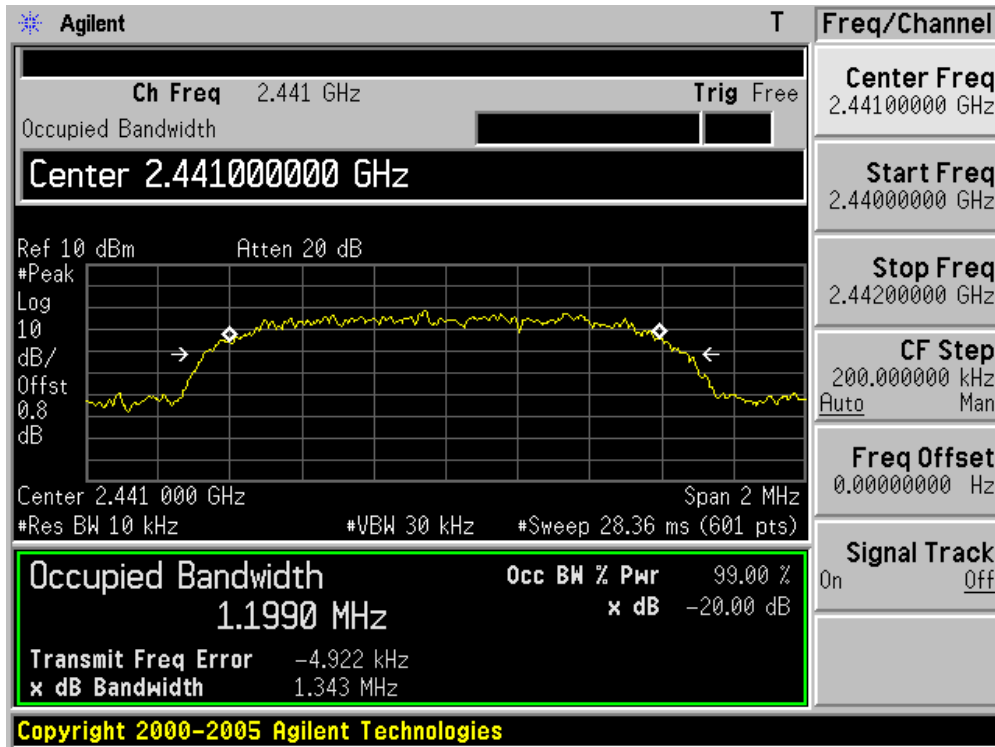 Agilent T
Ch Freq 2.441 GHz Trig Free
Occupied Bandwidth
Center 2.441000000 GHz
Ref 10 dBm Atten 20 dB
#Peak
Log
10
dB/
Offst
0.8
dB
Center 2.441 000 GHz Span 2 MHz
#Res BW 10 kHz #VBW 30 kHz #Sweep 28.36 ms (601 pts)
Occupied Bandwidth
1.1990 MHz
Occ BW % Pwr 99.00 %
x dB -20.00 dB
Transmit Freq Error -4.922 kHz
x dB Bandwidth 1.343 MHz
Copyright 2000-2005 Agilent Technologies
Freq/Channel
Center Freq
2.44100000 GHz
Start Freq
2.44000000 GHz
Stop Freq
2.44200000 GHz
CF Step
200.000000 kHz
Auto Man
Freq Offset
0.00000000 Hz
Signal Track
On Off